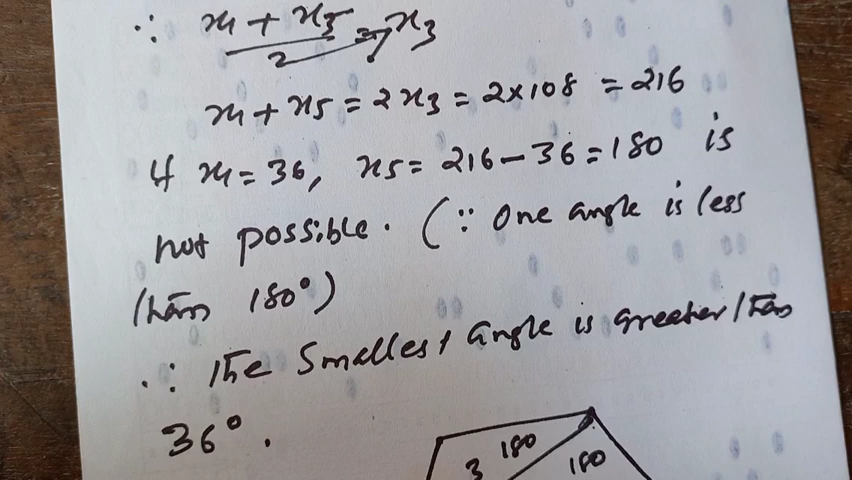 ∴ x1 + x5 / 2 = x3
x1 + x5 = 2x3 = 2×108 = 216
If x1 = 36, x5 = 216 – 36 = 180 is
not possible. (∵ One angle is less
than 180°)
∴ The smallest angle is greater than
36°.
180
3 180